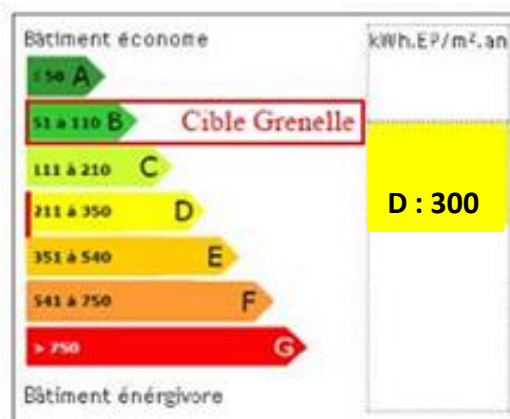 Bâtiment économe
kWh.EP/m².an
≤ 50 A
51 à 110 B Cible Grenelle
111 à 210 C
211 à 350 D
D : 300
351 à 540 E
541 à 750 F
> 750 G
Bâtiment énérgivore